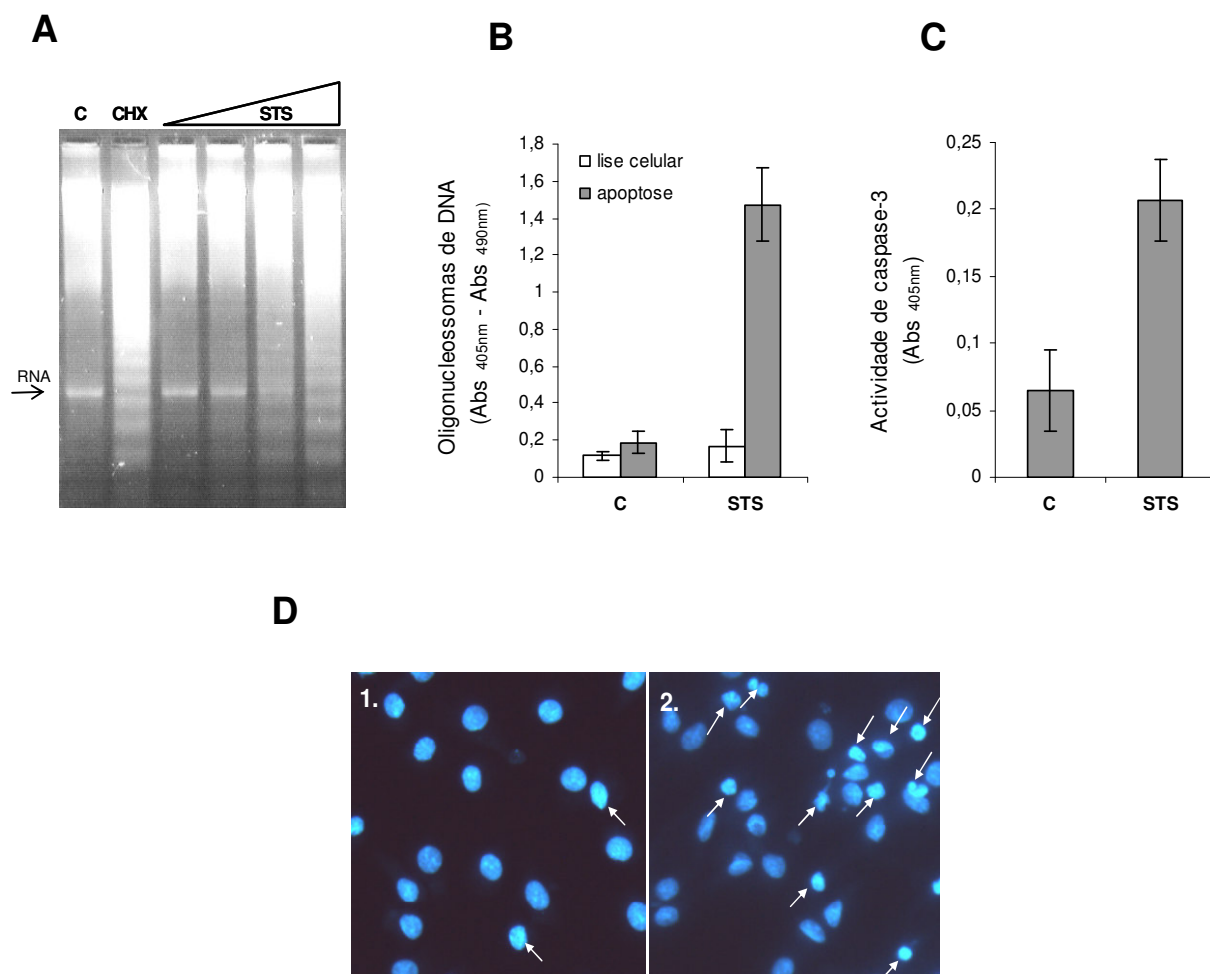 A
C CHX STS
RNA
B
Oligonucleossomas de DNA
(Abs 405nm - Abs 490nm)
1,8
1,6
1,4
1,2
1
0,8
0,6
0,4
0,2
0
lise celular
apoptose
C STS
C
Actividade de caspase-3
(Abs 405nm)
0,25
0,2
0,15
0,1
0,05
0
C STS
D
1.
2.